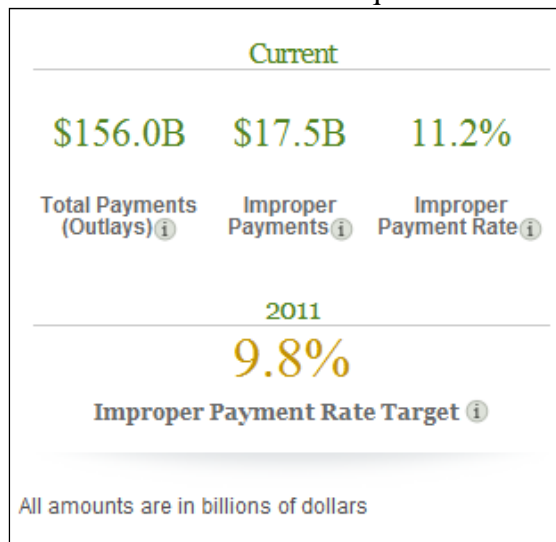 Current
$156.0B $17.5B 11.2%
Total Payments Improper Improper
(Outlays) i Payments i Payment Rate i
2011
9.8%
Improper Payment Rate Target i
All amounts are in billions of dollars